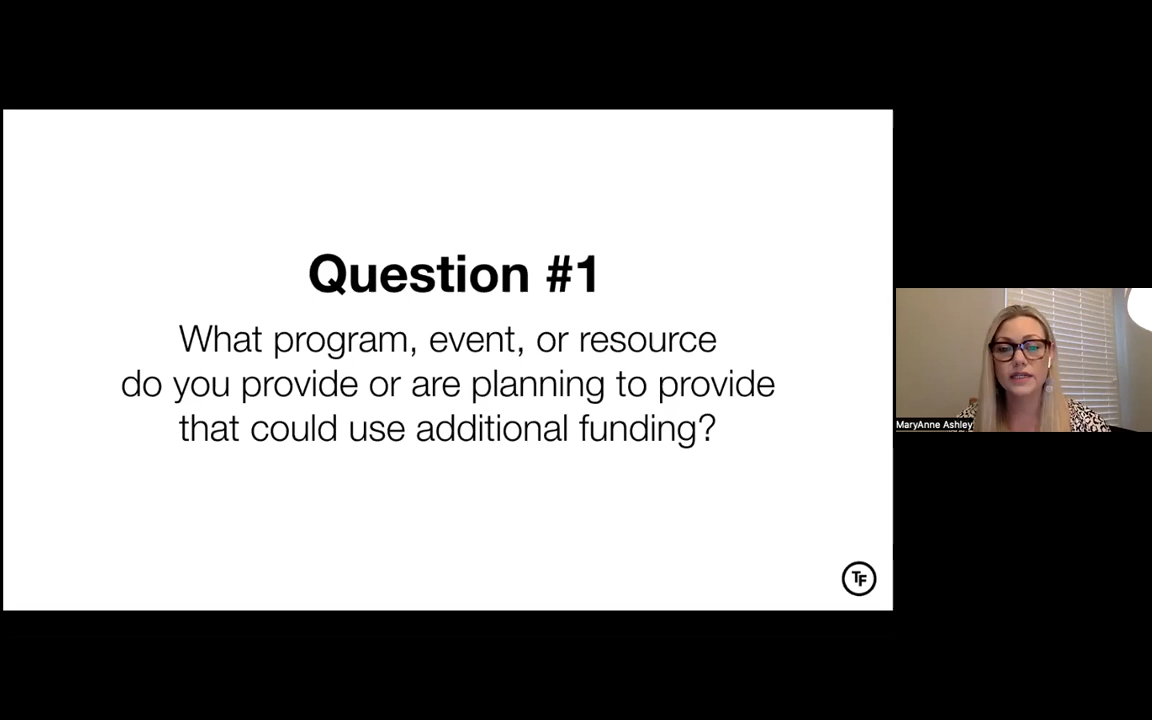 Question #1
What program, event, or resource
do you provide or are planning to provide
that could use additional funding?
TF
MaryAnne Ashley